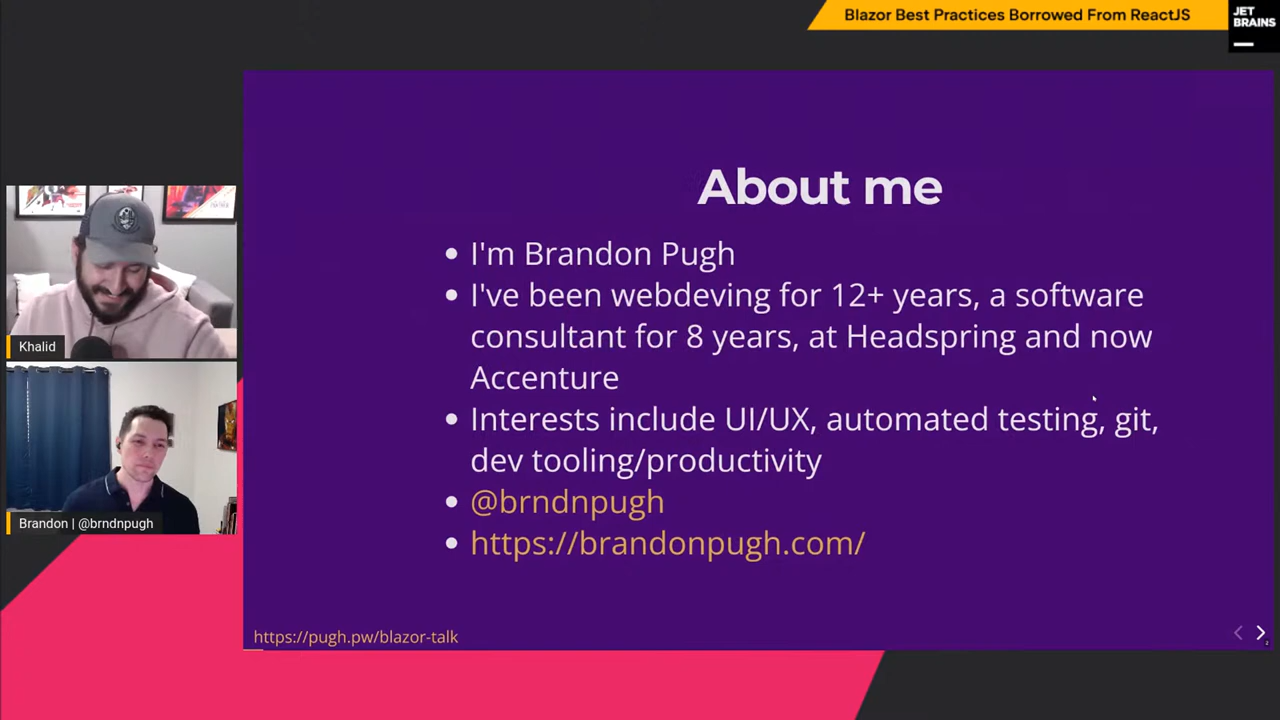 Blazor Best Practices Borrowed From ReactJS
JET
BRAINS
About me
I'm Brandon Pugh
I've been webdeving for 12+ years, a software
consultant for 8 years, at Headspring and now
Accenture
Interests include UI/UX, automated testing, git,
dev tooling/productivity
@brndnpugh
https://brandonpugh.com/
Khalid
Brandon | @brndnpugh
https://pugh.pw/blazor-talk
2